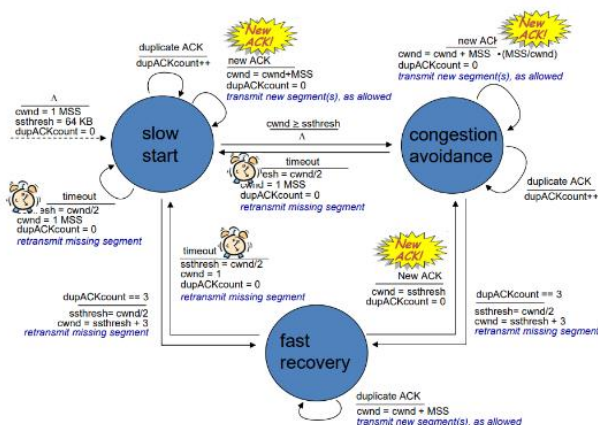 New
ACK!
duplicate ACK
dupACKcount++
new ACK
cwnd = cwnd+MSS
dupACKcount = 0
transmit new segment(s), as allowed
New
ACK!
new ACK
cwnd = cwnd + MSS •(MSS/cwnd)
dupACKcount = 0
transmit new segment(s), as allowed
Λ
cwnd = 1 MSS
ssthresh = 64 KB
dupACKcount = 0
slow
start
cwnd ≥ ssthresh
Λ
congestion
avoidance
timeout
ssthresh = cwnd/2
cwnd = 1 MSS
dupACKcount = 0
retransmit missing segment
timeout
cwnd/2
cwnd = 1 MSS
dupACKcount = 0
retransmit missing segment
duplicate ACK
dupACKcount++
timeout
ssthresh = cwnd/2
cwnd = 1
dupACKcount = 0
retransmit missing segment
New
ACK!
New ACK
cwnd = ssthresh
dupACKcount = 0
dupACKcount == 3
ssthresh= cwnd/2
cwnd = ssthresh + 3
retransmit missing segment
dupACKcount == 3
ssthresh= cwnd/2
cwnd = ssthresh + 3
retransmit missing segment
fast
recovery
duplicate ACK
cwnd = cwnd + MSS
transmit new segment(s), as allowed